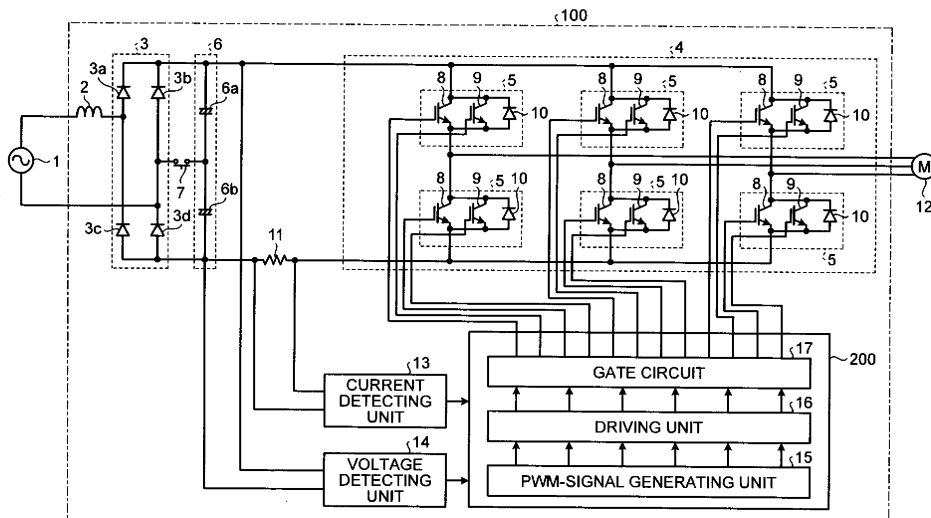 100
3 6 4
3a 3b 8 9 5 8 9 5 8 9 5
2 6a 10 10 10
1 7 M
6b 8 9 5 10 8 9 5 10 8 9 12
3c 3d 11 10
5
13 17 200
CURRENT
DETECTING
UNIT
GATE CIRCUIT
16
DRIVING UNIT
14 15
VOLTAGE
DETECTING
UNIT
PWM-SIGNAL GENERATING UNIT